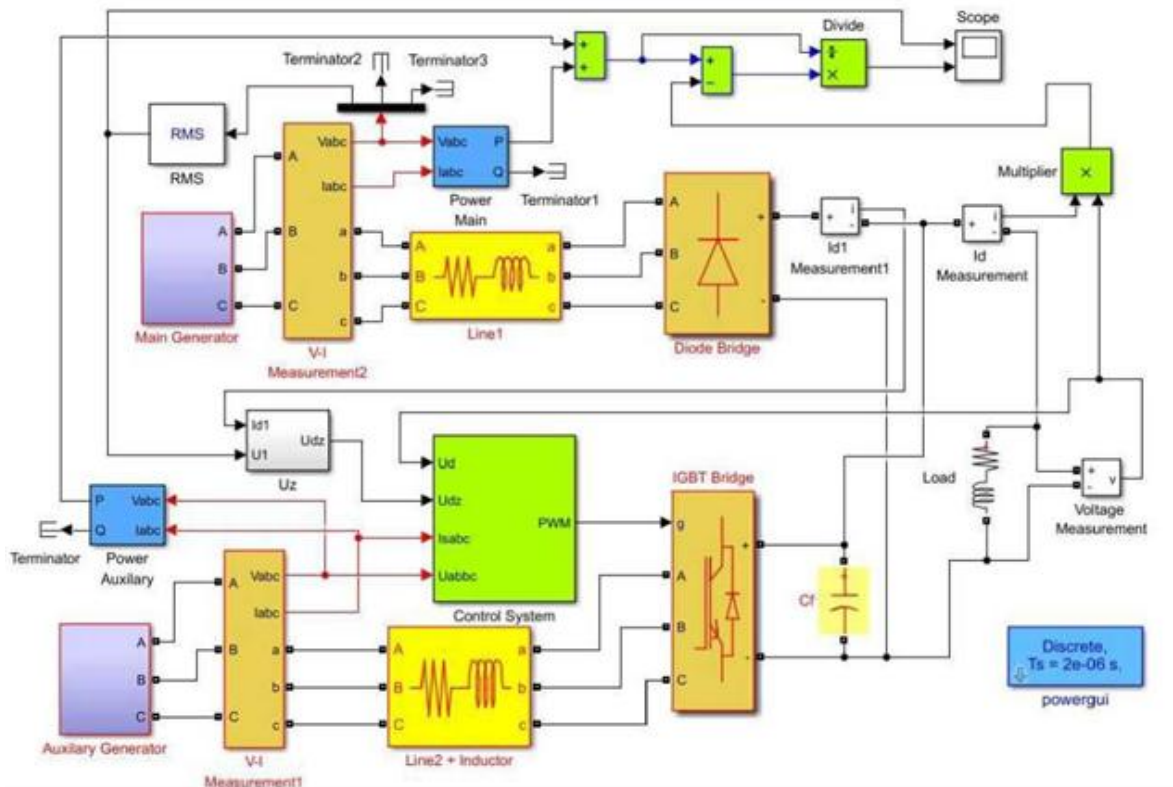 Divide
Scope
Terminator2
Terminator3
+
+
+
-
÷
×
RMS
RMS
Vabc
Iabc
A
B
C
a
b
c
V-I
Measurement2
Vabc
Iabc
P
Q
Power
Main
Terminator1
Multiplier
×
A
B
C
Main Generator
A
B
C
a
b
c
Line1
A
B
C
+
-
Diode Bridge
+
i
-
Id1
Measurement1
+
i
-
Id
Measurement
Id1
U1
Udz
Uz
Ud
Udz
Isabc
Uabbc
PWM
Control System
IGBT Bridge
g
A
B
C
+
-
Load
+
-
v
Voltage
Measurement
P
Q
Vabc
Iabc
Terminator
Power
Auxilary
Vabc
Iabc
A
B
C
a
b
c
V-I
Measurement1
A
B
C
Auxilary Generator
A
B
C
a
b
c
Line2 + Inductor
+
Cf
Discrete,
Ts = 2e-06 s.
powergui